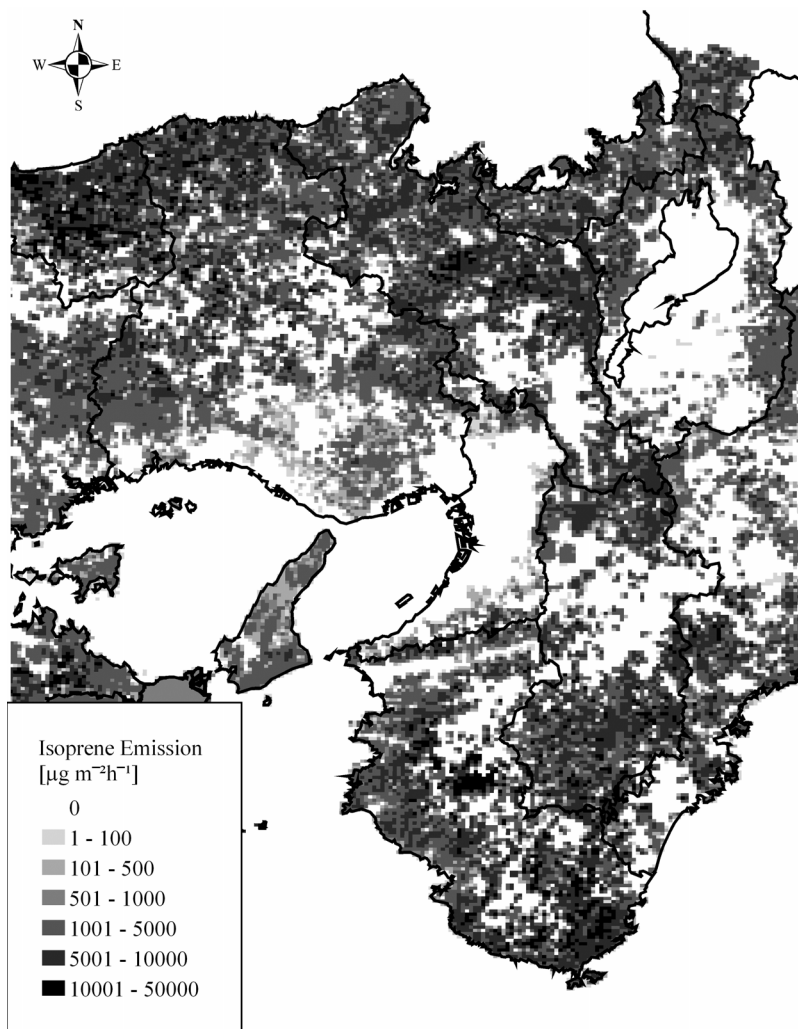 N
W E
S
Isoprene Emission
[µg m⁻²h⁻¹]
0
1 - 100
101 - 500
501 - 1000
1001 - 5000
5001 - 10000
10001 - 50000